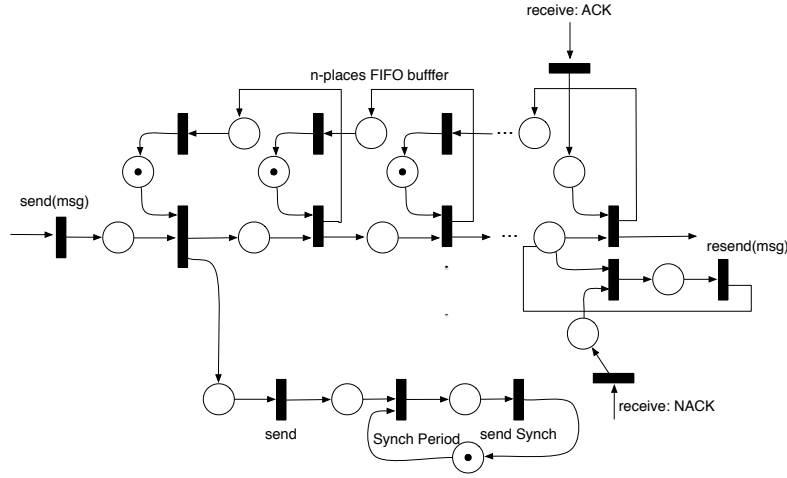 receive: ACK
n-places FIFO bufffer
...
send(msg)
...
resend(msg)
receive: NACK
send
Synch Period
send Synch